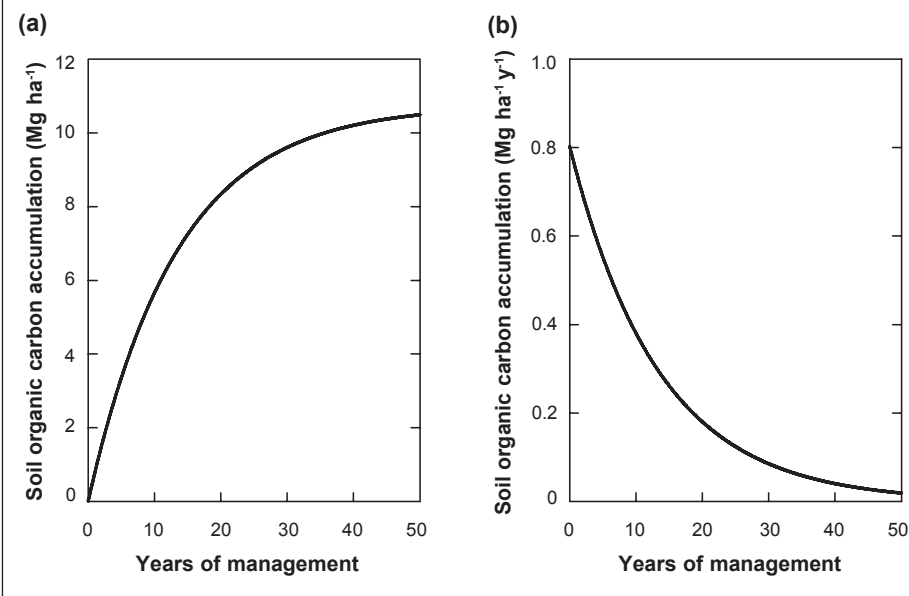 (a)
Soil organic carbon accumulation (Mg ha⁻¹)
12
10
8
6
4
2
0
0 10 20 30 40 50
Years of management
(b)
Soil organic carbon accumulation (Mg ha⁻¹ y⁻¹)
1.0
0.8
0.6
0.4
0.2
0
0 10 20 30 40 50
Years of management